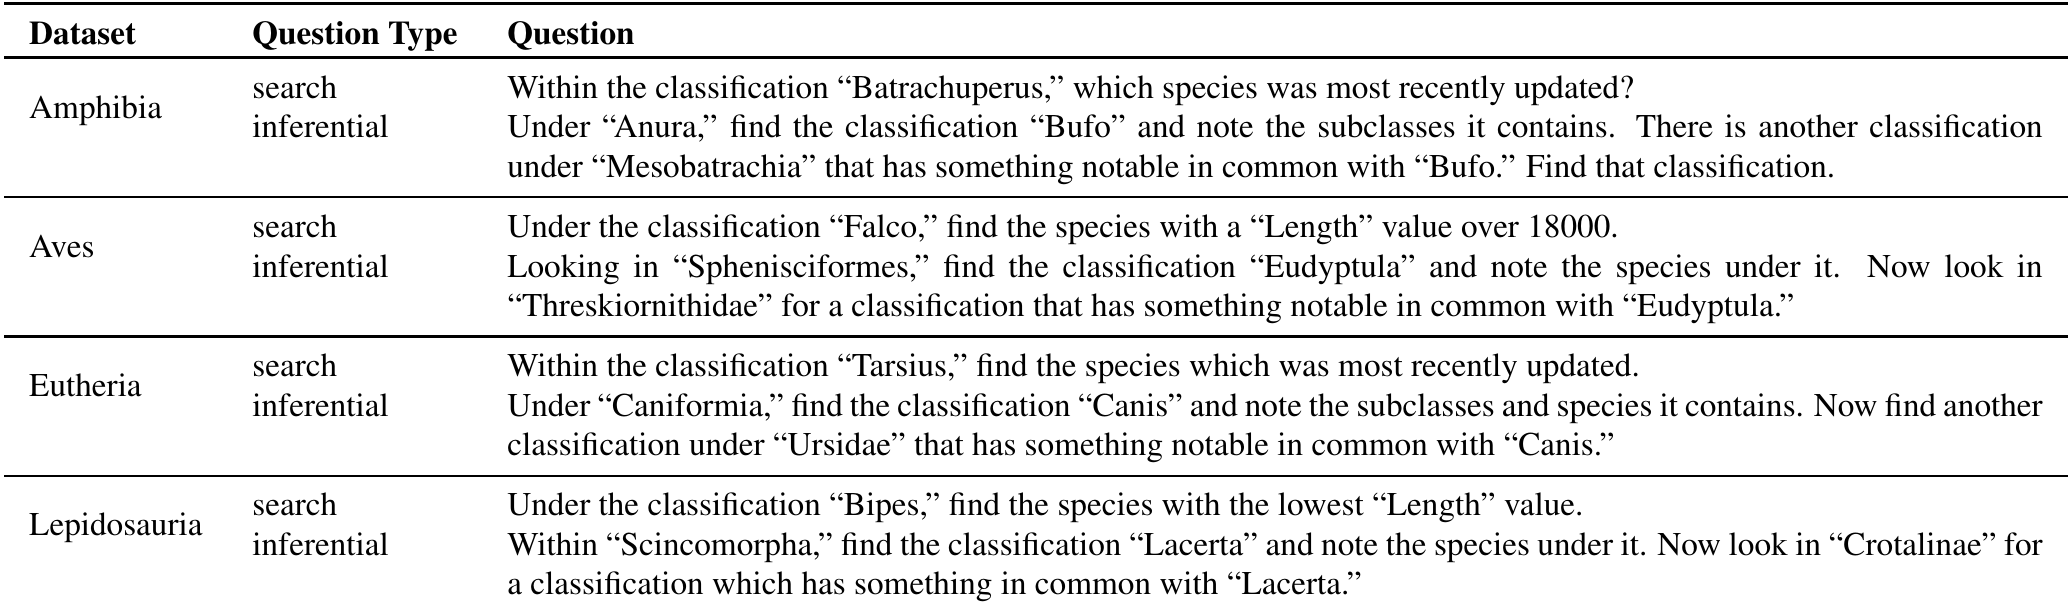 Dataset Question Type Question
Amphibia
search Within the classification “Batrachuperus,” which species was most recently updated?
inferential Under “Anura,” find the classification “Bufo” and note the subclasses it contains. There is another classification
under “Mesobatrachia” that has something notable in common with “Bufo.” Find that classification.
Aves
search Under the classification “Falco,” find the species with a “Length” value over 18000.
inferential Looking in “Sphenisciformes,” find the classification “Eudyptula” and note the species under it. Now look in
“Threskiornithidae” for a classification that has something notable in common with “Eudyptula.”
Eutheria
search Within the classification “Tarsius,” find the species which was most recently updated.
inferential Under “Caniformia,” find the classification “Canis” and note the subclasses and species it contains. Now find another
classification under “Ursidae” that has something notable in common with “Canis.”
Lepidosauria
search Under the classification “Bipes,” find the species with the lowest “Length” value.
inferential Within “Scincomorpha,” find the classification “Lacerta” and note the species under it. Now look in “Crotalinae” for
a classification which has something in common with “Lacerta.”